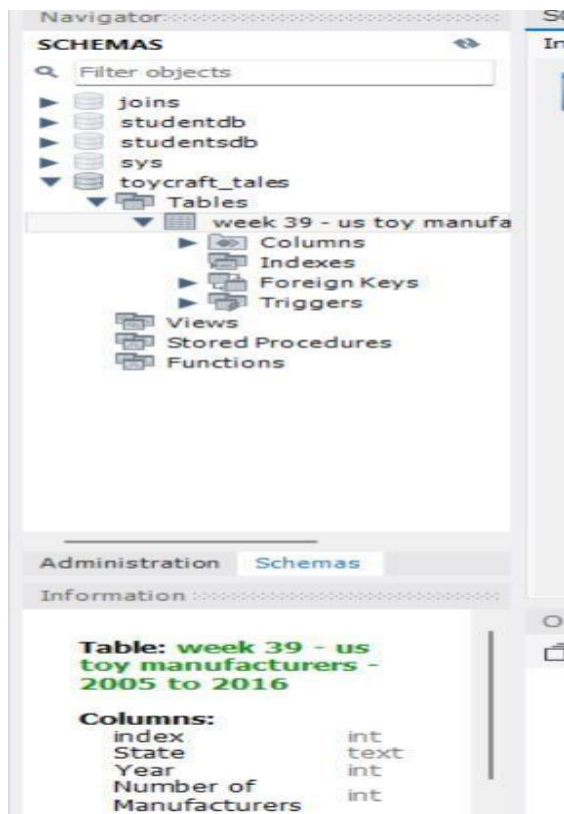 Navigator
SCHEMAS
Filter objects
joins
studentdb
studentsdb
sys
toycraft_tales
Tables
week 39 - us toy manufa
Columns
Indexes
Foreign Keys
Triggers
Views
Stored Procedures
Functions
Administration Schemas
Information
Table: week 39 - us
toy manufacturers -
2005 to 2016
Columns:
index int
State text
Year int
Number of
Manufacturers int